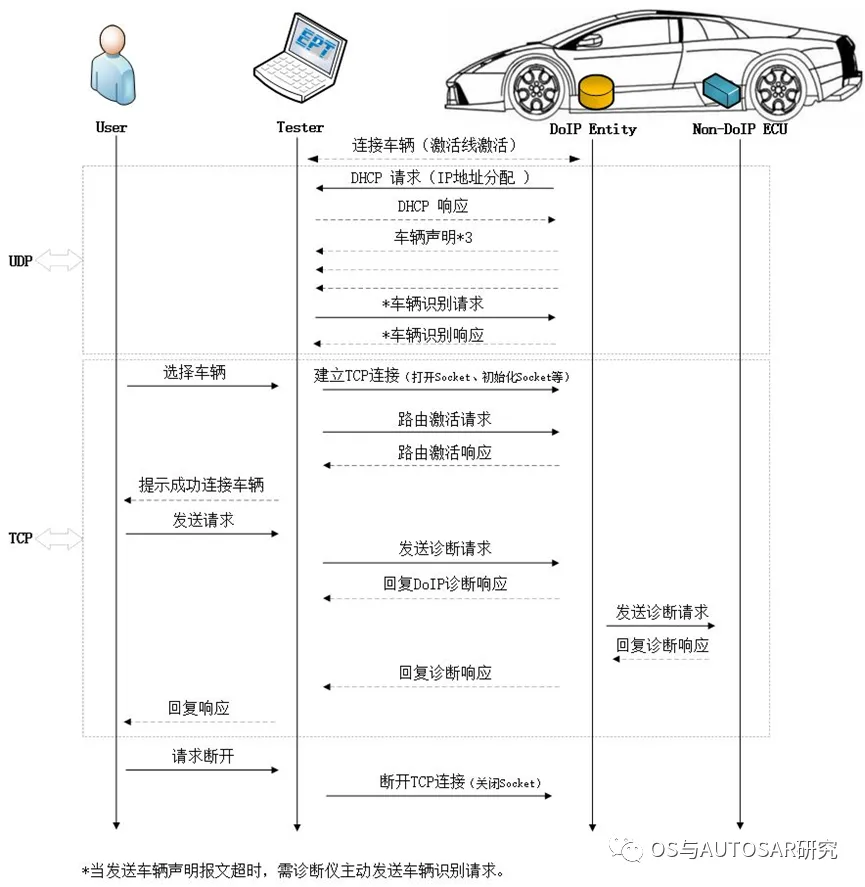 EPT
User
Tester
DoIP Entity
Non-DoIP ECU
连接车辆（激活线激活）
DHCP 请求（IP地址分配 ）
DHCP 响应
车辆声明*3
UDP
*车辆识别请求
*车辆识别响应
选择车辆
建立TCP连接（打开Socket、初始化Socket等）
路由激活请求
路由激活响应
提示成功连接车辆
发送请求
TCP
发送诊断请求
回复DoIP诊断响应
发送诊断请求
回复诊断响应
回复诊断响应
回复响应
请求断开
断开TCP连接（关闭Socket）
OS与AUTOSAR研究
*当发送车辆声明报文超时，需诊断仪主动发送车辆识别请求。